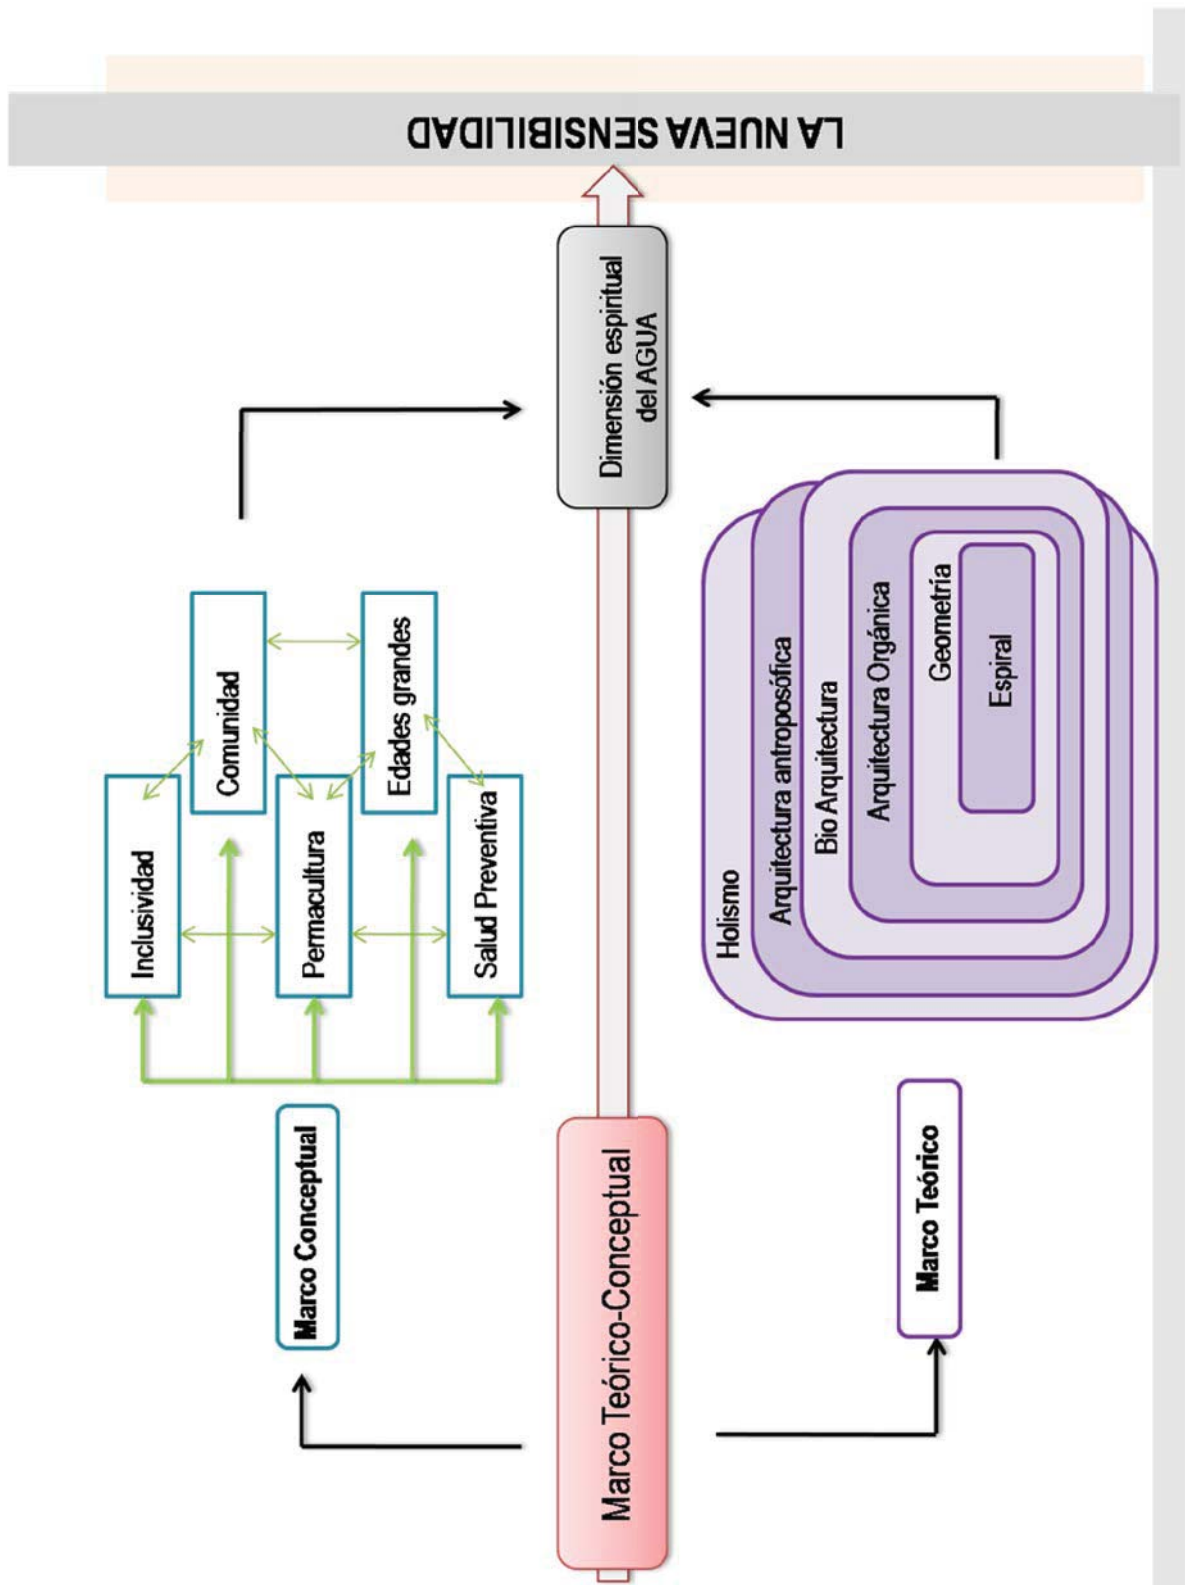 LA NUEVA SENSIBILIDAD
Marco Teórico-Conceptual
Marco Conceptual
Inclusividad
Comunidad
Permacultura
Edades grandes
Salud Preventiva
Dimensión espiritual
del AGUA
Marco Teórico
Holismo
Arquitectura antroposófica
Bio Arquitectura
Arquitectura Orgánica
Geometría
Espiral